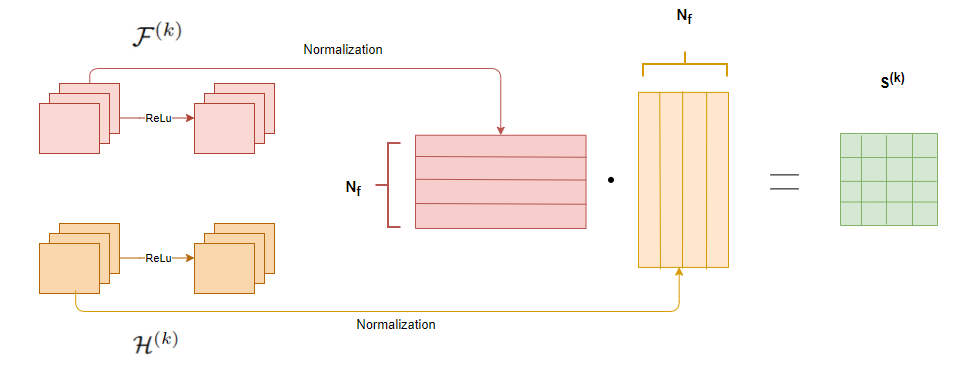 𝓕^(k)
Normalization
N_f
S^(k)
ReLu
N_f
ReLu
Normalization
𝓗^(k)